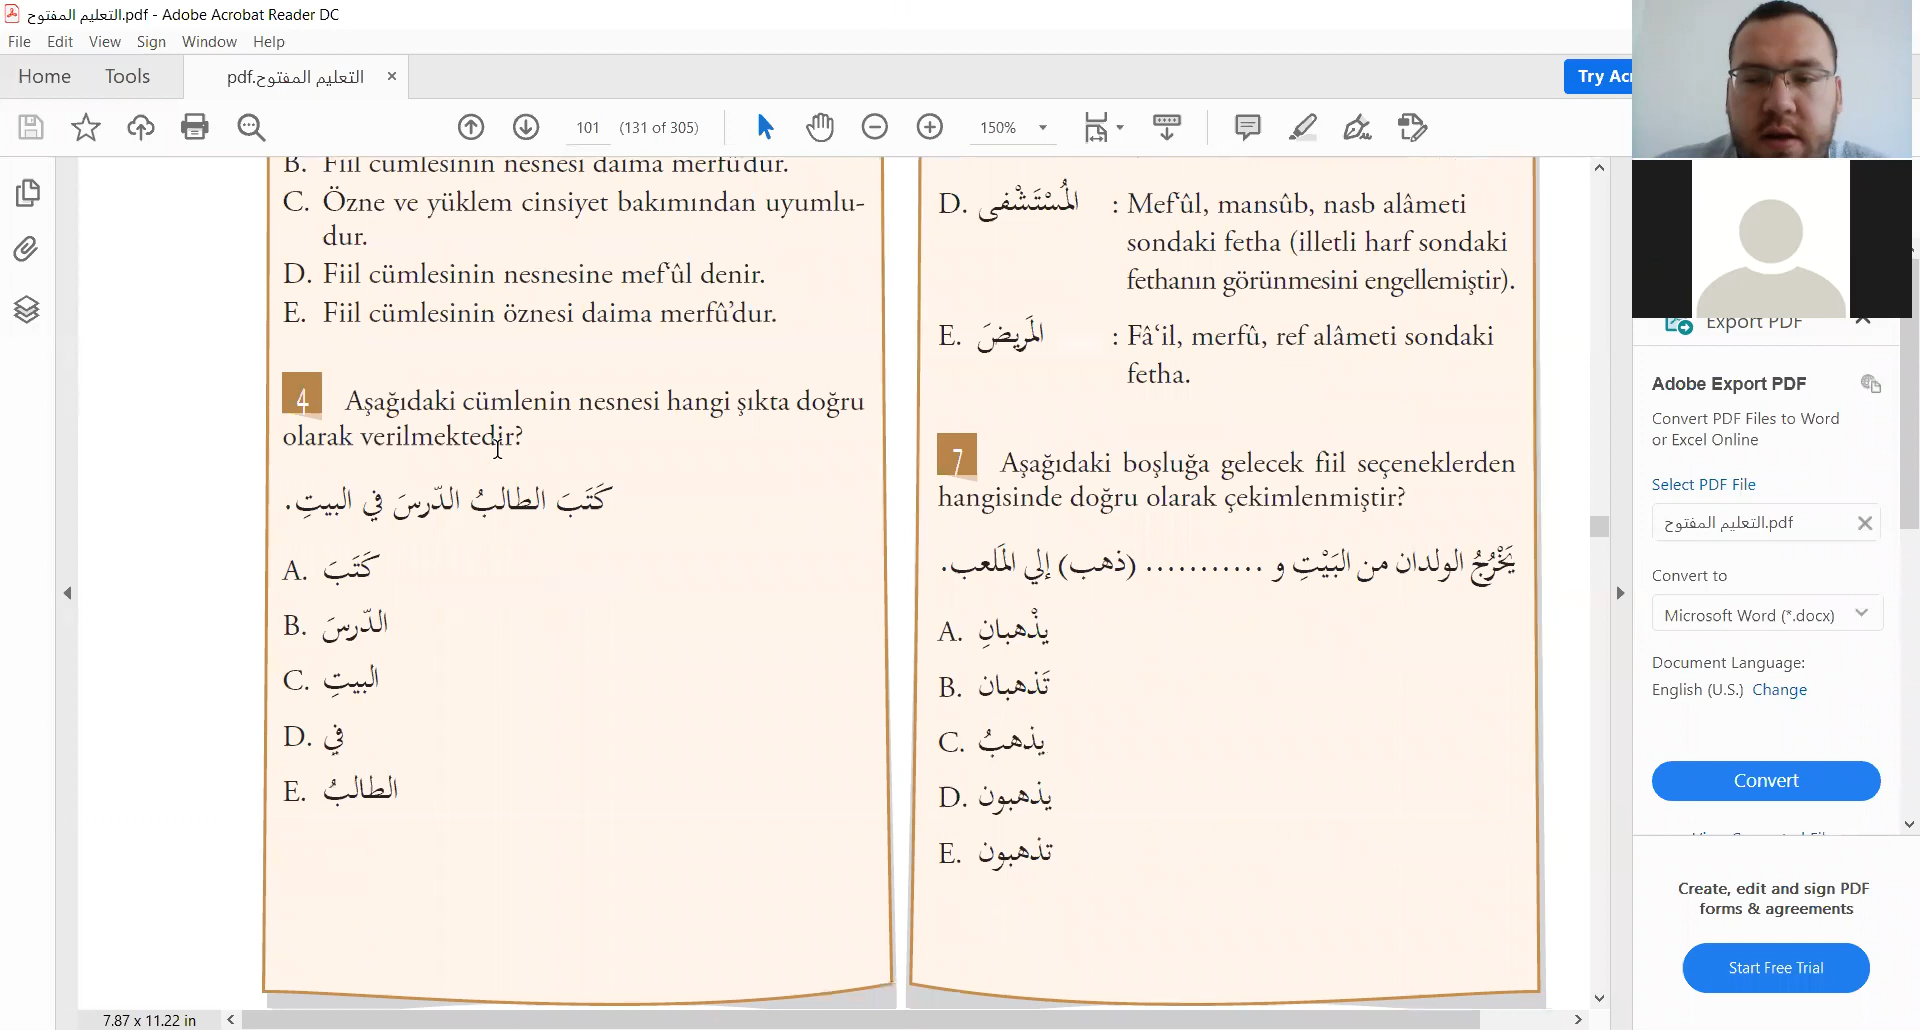 التعليم المفتوح.pdf - Adobe Acrobat Reader DC
File Edit View Sign Window Help
Home Tools التعليم المفتوح.pdf ×
Try Acr
101 (131 of 305) 150%
B. Fiil cümlesinin nesnesi daima merfûdur.
C. Özne ve yüklem cinsiyet bakımından uyumlu-
dur.
D. Fiil cümlesinin nesnesine mef‘ûl denir.
E. Fiil cümlesinin öznesi daima merfû’dur.
4 Aşağıdaki cümlenin nesnesi hangi şıkta doğru
olarak verilmektedir?
كَتَبَ الطالبُ الدّرسَ في البيتِ.
A. كَتَبَ
B. الدّرسَ
C. البيتِ
D. في
E. الطالبُ
D. المُسْتَشْفى : Mef‘ûl, mansûb, nasb alâmeti
sondaki fetha (illetli harf sondaki
fethanın görünmesini engellemiştir).
E. المَريضَ : Fâ‘il, merfû, ref alâmeti sondaki
fetha.
7 Aşağıdaki boşluğa gelecek fiil seçeneklerden
hangisinde doğru olarak çekimlenmiştir?
يَخْرُجُ الولدان من البَيْتِ و ........... (ذهب) إلي المَلعب.
A. يذْهبانِ
B. تَذهبان
C. يذهبُ
D. يذهبون
E. تذهبون
Export PDF
Adobe Export PDF
Convert PDF Files to Word
or Excel Online
Select PDF File
التعليم المفتوح.pdf
Convert to
Microsoft Word (*.docx)
Document Language:
English (U.S.) Change
Convert
Create, edit and sign PDF
forms & agreements
Start Free Trial
7.87 x 11.22 in